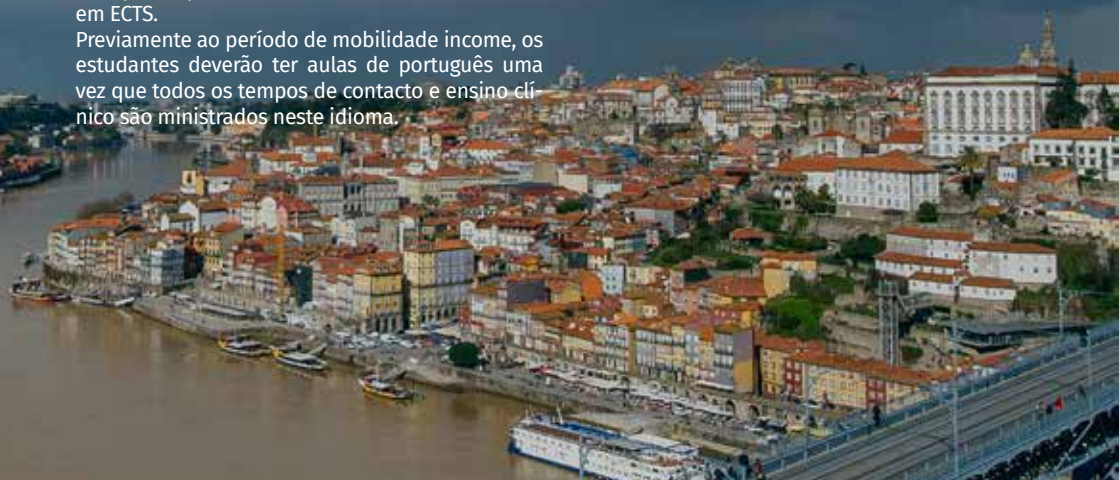 em ECTS.
Previamente ao período de mobilidade income, os
estudantes deverão ter aulas de português uma
vez que todos os tempos de contacto e ensino clí-
nico são ministrados neste idioma.